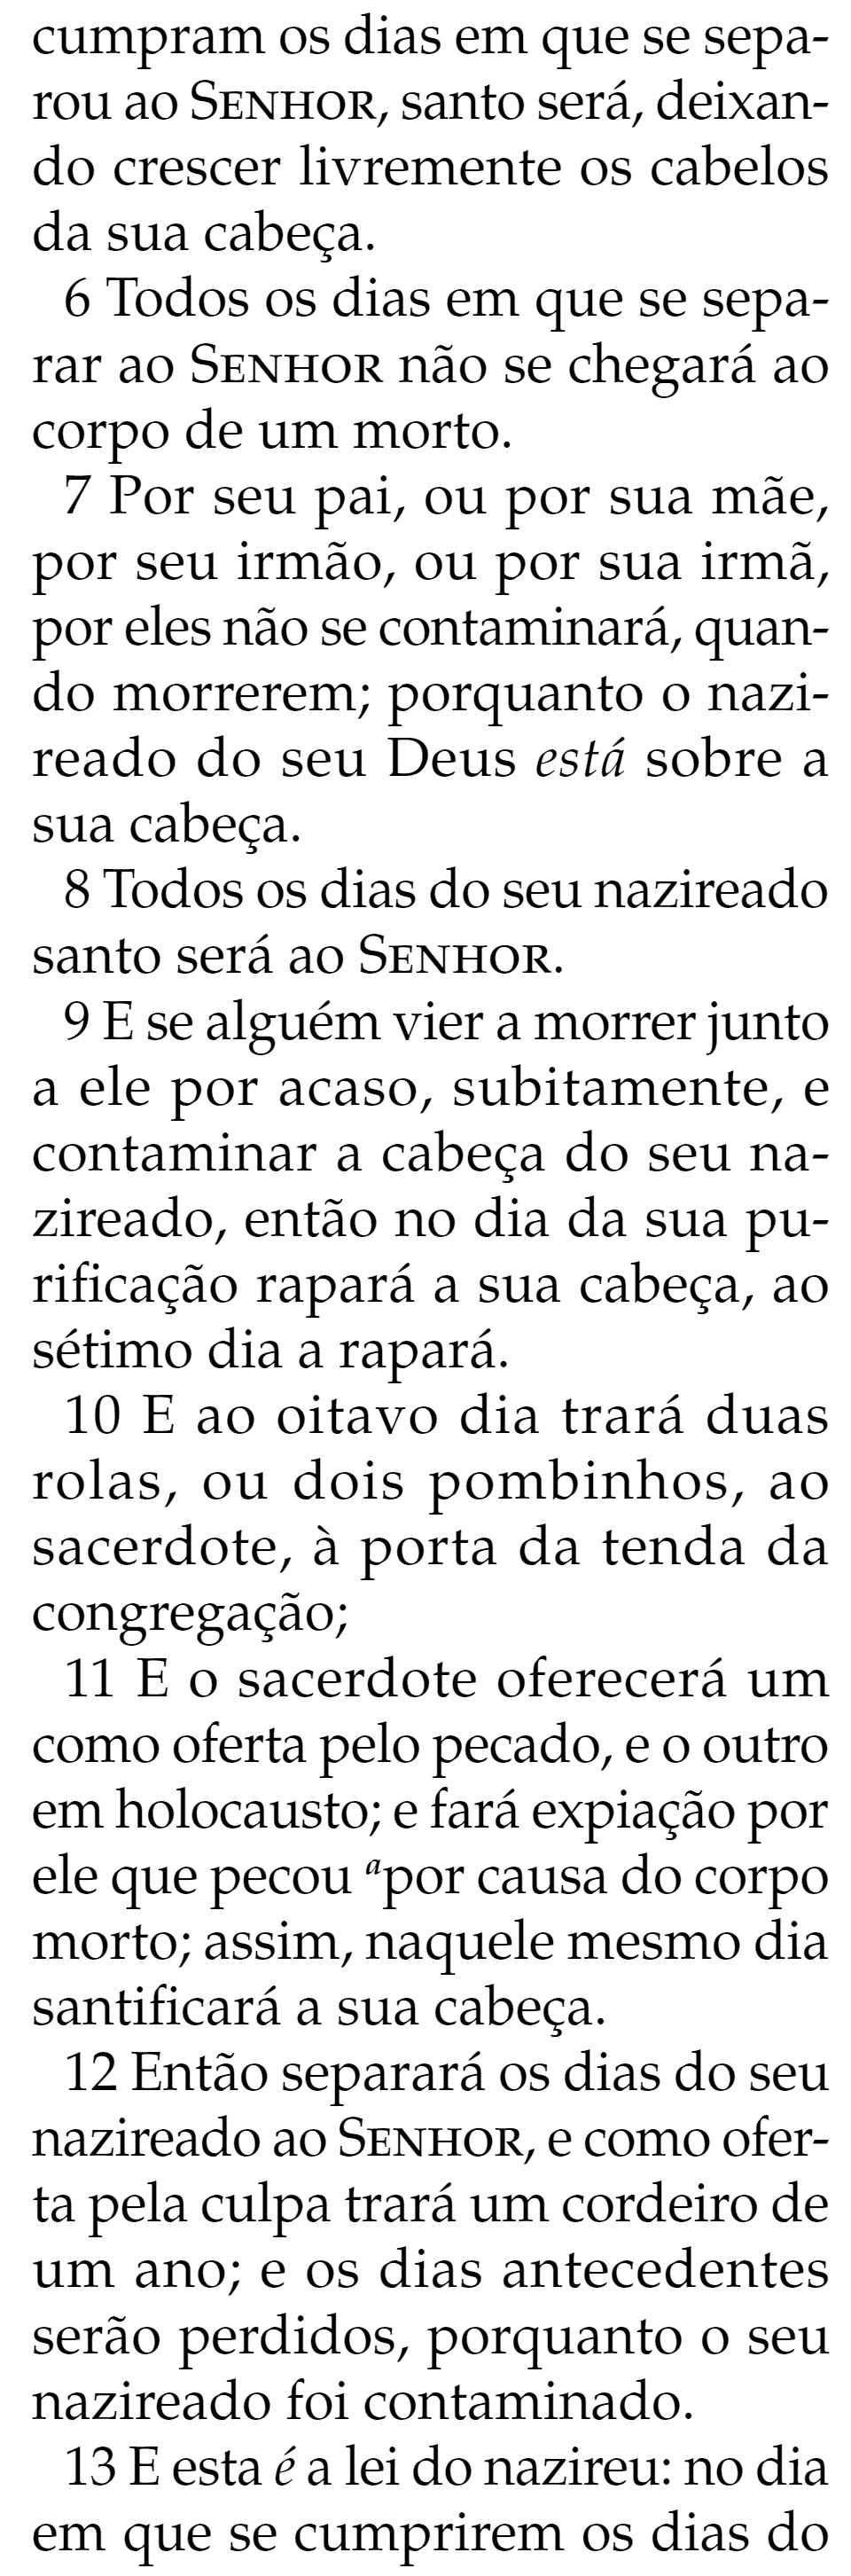 cumpram os dias em que se sepa-
rou ao SENHOR, santo será, deixan-
do crescer livremente os cabelos
da sua cabeça.
6 Todos os dias em que se sepa-
rar ao SENHOR não se chegará ao
corpo de um morto.
7 Por seu pai, ou por sua mãe,
por seu irmão, ou por sua irmã,
por eles não se contaminará, quan-
do morrerem; porquanto o nazi-
reado do seu Deus está sobre a
sua cabeça.
8 Todos os dias do seu nazireado
santo será ao SENHOR.
9 E se alguém vier a morrer junto
a ele por acaso, subitamente, e
contaminar a cabeça do seu na-
zireado, então no dia da sua pu-
rificação rapará a sua cabeça, ao
sétimo dia a rapará.
10 E ao oitavo dia trará duas
rolas, ou dois pombinhos, ao
sacerdote, à porta da tenda da
congregação;
11 E o sacerdote oferecerá um
como oferta pelo pecado, e o outro
em holocausto; e fará expiação por
ele que pecou ᵃpor causa do corpo
morto; assim, naquele mesmo dia
santificará a sua cabeça.
12 Então separará os dias do seu
nazireado ao SENHOR, e como ofer-
ta pela culpa trará um cordeiro de
um ano; e os dias antecedentes
serão perdidos, porquanto o seu
nazireado foi contaminado.
13 E esta é a lei do nazireu: no dia
em que se cumprirem os dias do